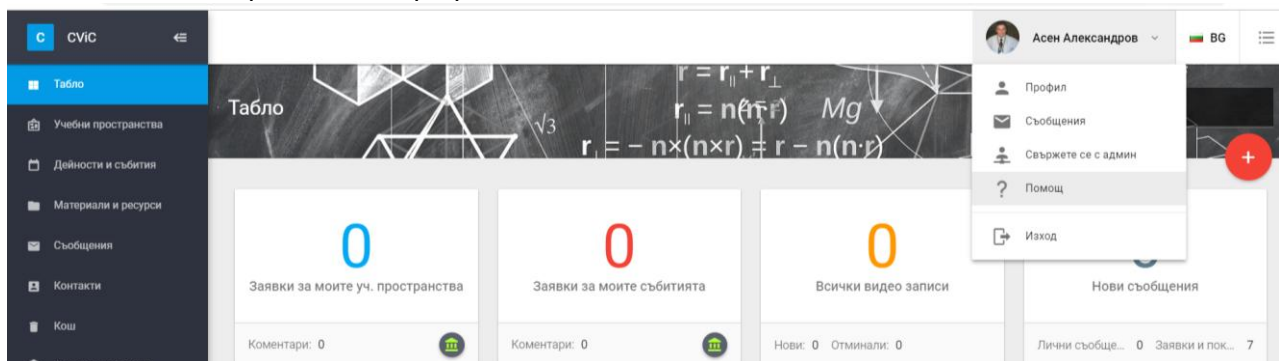 C CViC
Асен Александров
BG
Табло
Учебни пространства
Дейности и събития
Материали и ресурси
Съобщения
Контакти
Кош
Табло
√3
r = r|| + r⊥
r|| = n(n·r) Mg
r⊥ = − n×(n×r) = r − n(n·r)
Профил
Съобщения
Свържете се с админ
? Помощ
Изход
+
0
Заявки за моите уч. пространства
Коментари: 0
0
Заявки за моите събитията
Коментари: 0
0
Всички видео записи
Нови: 0 Отминали: 0
Нови съобщения
Лични съобще... 0 Заявки и пок... 7